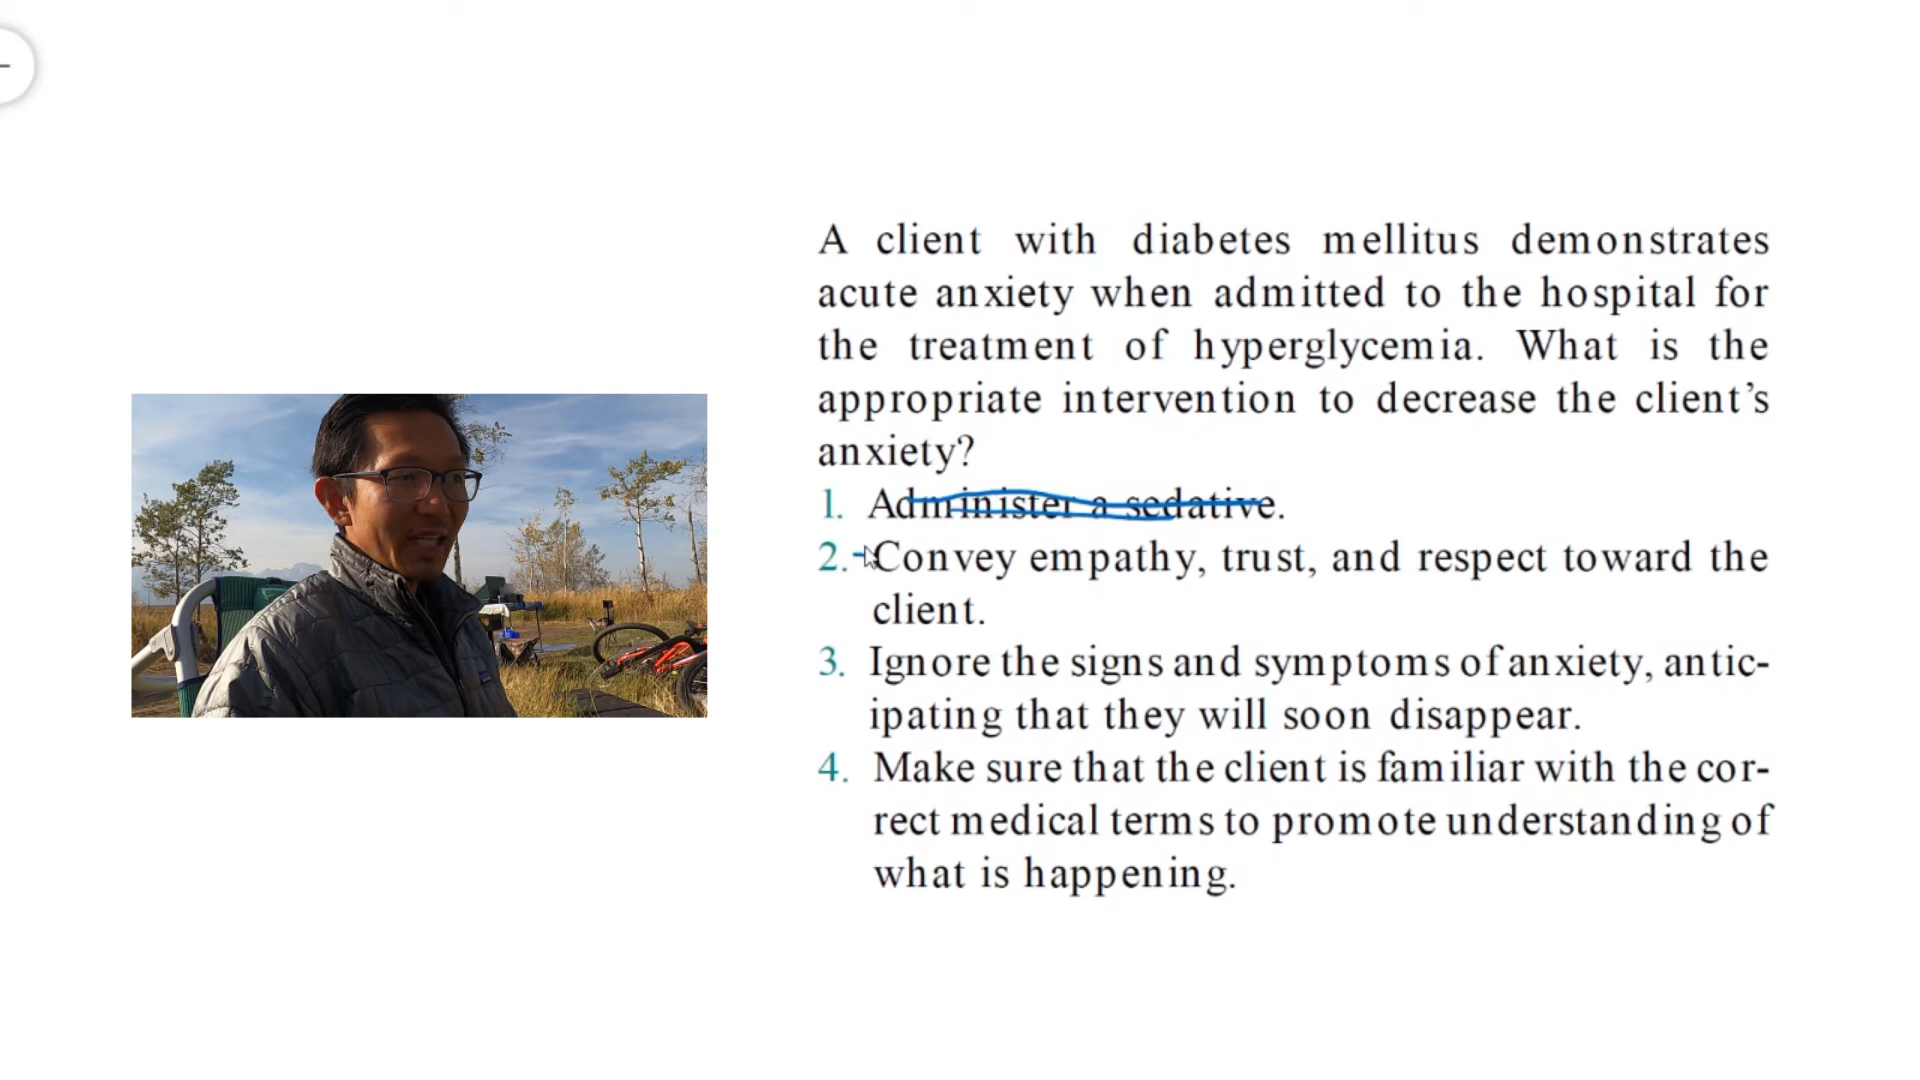 A client with diabetes mellitus demonstrates
acute anxiety when admitted to the hospital for
the treatment of hyperglycemia. What is the
appropriate intervention to decrease the client’s
anxiety?
1. Administer a sedative.
2. Convey empathy, trust, and respect toward the
client.
3. Ignore the signs and symptoms of anxiety, antic-
ipating that they will soon disappear.
4. Make sure that the client is familiar with the cor-
rect medical terms to promote understanding of
what is happening.